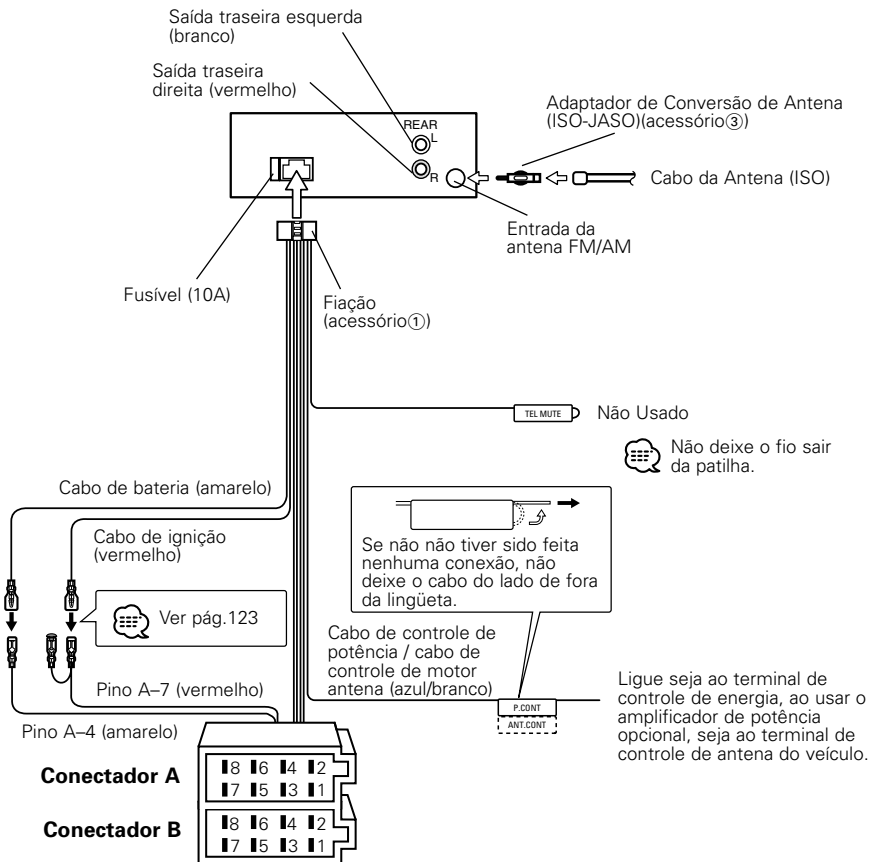 Saída traseira esquerda
(branco)
Saída traseira
direita (vermelho)
REAR
L
R
Adaptador de Conversão de Antena
(ISO-JASO)(acessório③)
Cabo da Antena (ISO)
Entrada da
antena FM/AM
Fusível (10A)
Fiação
(acessório①)
TEL MUTE
Não Usado
Não deixe o fio sair
da patilha.
Cabo de bateria (amarelo)
Cabo de ignição
(vermelho)
Se não não tiver sido feita
nenhuma conexão, não
deixe o cabo do lado de fora
da lingüeta.
Ver pág.123
Cabo de controle de
potência / cabo de
controle de motor
antena (azul/branco)
P.CONT
ANT.CONT
Ligue seja ao terminal de
controle de energia, ao usar o
amplificador de potência
opcional, seja ao terminal de
controle de antena do veículo.
Pino A–7 (vermelho)
Pino A–4 (amarelo)
Conectador A
8 6 4 2
7 5 3 1
Conectador B
8 6 4 2
7 5 3 1